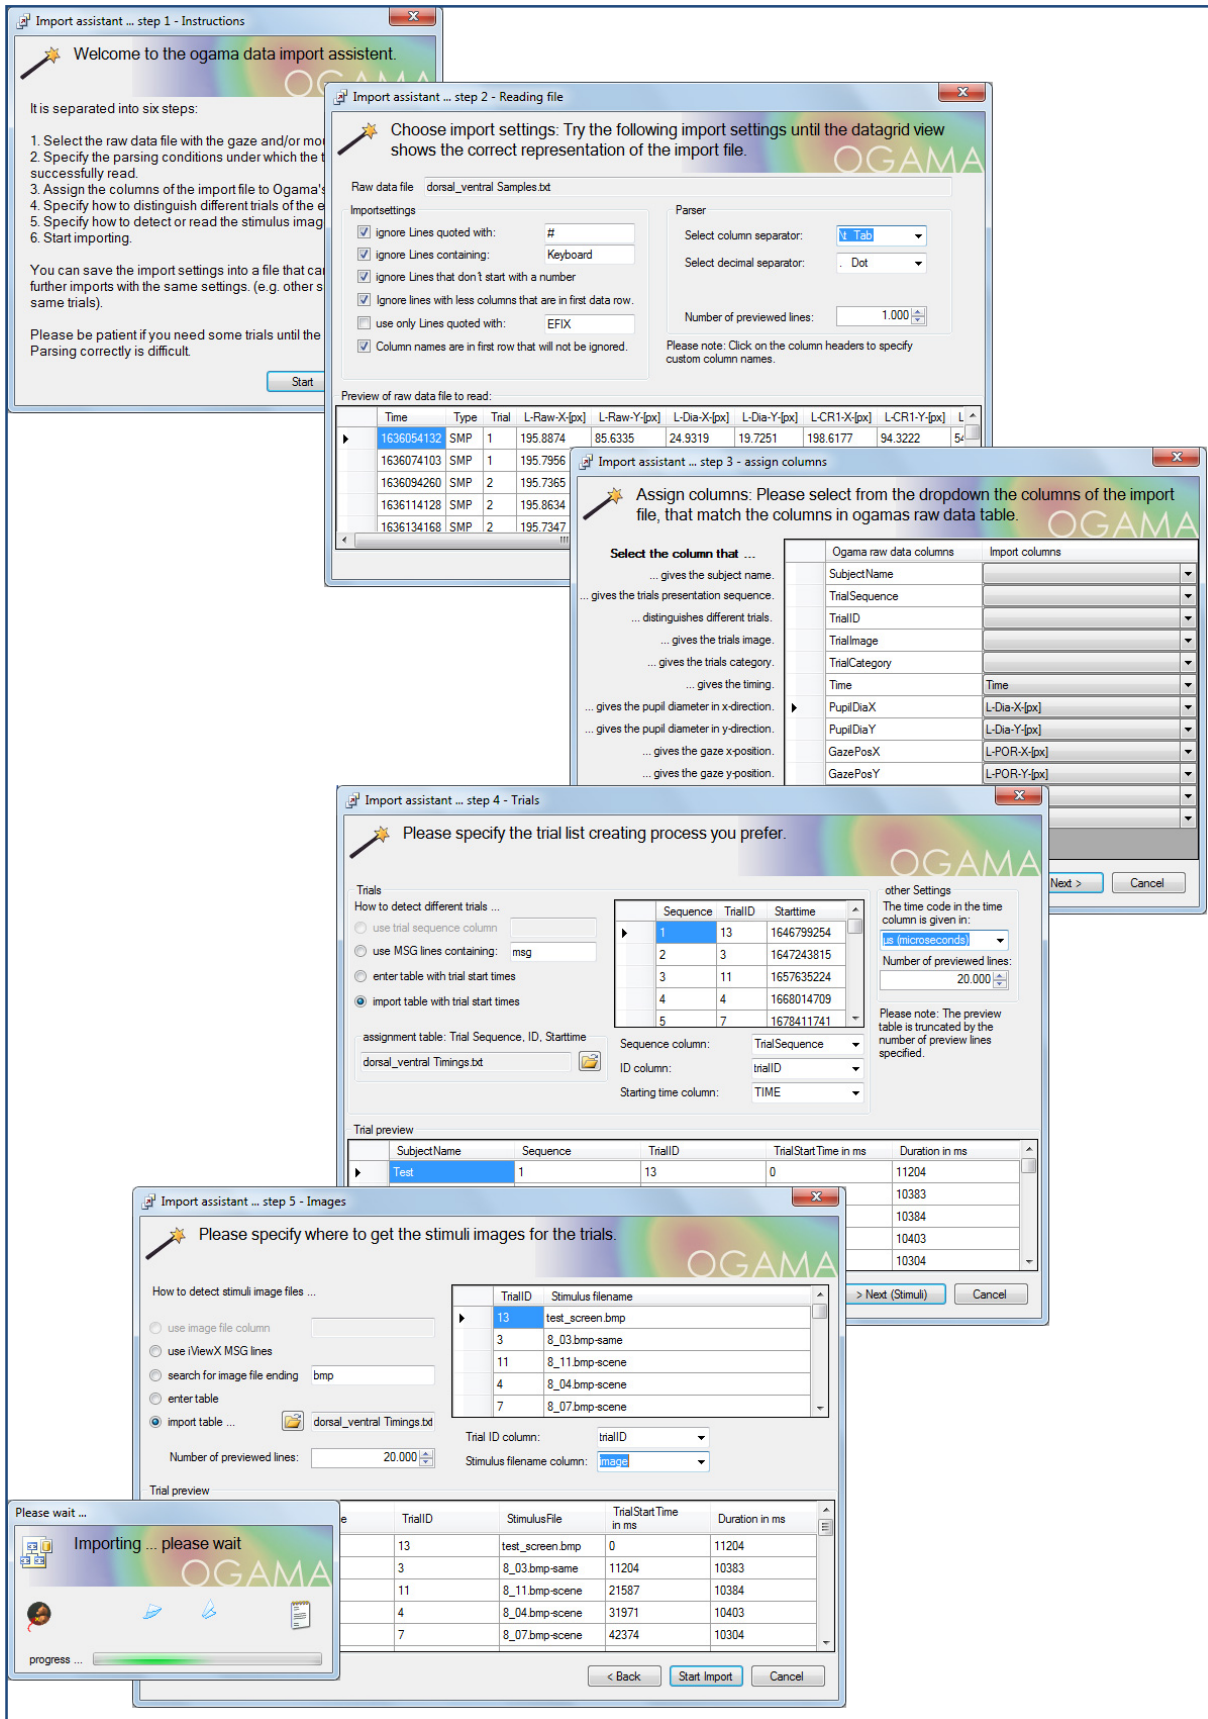 Import assistant ... step 1 - Instructions
Welcome to the ogama data import assistent.
OGAMA
It is separated into six steps:
1. Select the raw data file with the gaze and/or mou
2. Specify the parsing conditions under which the t
successfully read.
3. Assign the columns of the import file to Ogama's
4. Specify how to distinguish different trials of the e
5. Specify how to detect or read the stimulus imag
6. Start importing.
You can save the import settings into a file that can
further imports with the same settings. (e.g. other s
same trials).
Please be patient if you need some trials until the
Parsing correctly is difficult.
Start
Import assistant ... step 2 - Reading file
Choose import settings: Try the following import settings until the datagrid view
shows the correct representation of the import file.
OGAMA
Raw data file dorsal_ventral Samples.txt
Importsettings
ignore Lines quoted with: #
ignore Lines containing: Keyboard
ignore Lines that don't start with a number
Ignore lines with less columns that are in first data row.
use only Lines quoted with: EFIX
Column names are in first row that will not be ignored.
Parser
Select column separator: \t Tab
Select decimal separator: . Dot
Number of previewed lines: 1.000
Please note: Click on the column headers to specify
custom column names.
Preview of raw data file to read:
Time Type Trial L-Raw-X-[px] L-Raw-Y-[px] L-Dia-X-[px] L-Dia-Y-[px] L-CR1-X-[px] L-CR1-Y-[px] L
1636054132 SMP 1 195.8874 85.6335 24.9319 19.7251 198.6177 94.3222 54
1636074103 SMP 1 195.7956
1636094260 SMP 2 195.7365
1636114128 SMP 2 195.8634
1636134168 SMP 2 195.7347
Import assistant ... step 3 - assign columns
Assign columns: Please select from the dropdown the columns of the import
file, that match the columns in ogamas raw data table.
OGAMA
Select the column that ... Ogama raw data columns Import columns
... gives the subject name. SubjectName
... gives the trials presentation sequence. TrialSequence
... distinguishes different trials. TrialID
... gives the trials image. TrialImage
... gives the trials category. TrialCategory
... gives the timing. Time Time
... gives the pupil diameter in x-direction. PupilDiaX L-Dia-X-[px]
... gives the pupil diameter in y-direction. PupilDiaY L-Dia-Y-[px]
... gives the gaze x-position. GazePosX L-POR-X-[px]
... gives the gaze y-position. GazePosY L-POR-Y-[px]
Next > Cancel
Import assistant ... step 4 - Trials
Please specify the trial list creating process you prefer.
OGAMA
Trials
How to detect different trials ...
use trial sequence column
use MSG lines containing: msg
enter table with trial start times
import table with trial start times
assignment table: Trial Sequence, ID, Starttime
dorsal_ventral Timings.txt
Sequence TrialID Starttime
1 13 1646799254
2 3 1647243815
3 11 1657635224
4 4 1668014709
5 7 1678411741
Sequence column: TrialSequence
ID column: trialID
Starting time column: TIME
other Settings
The time code in the time
column is given in:
µs (microseconds)
Number of previewed lines:
20.000
Please note: The preview
table is truncated by the
number of preview lines
specified.
Trial preview
SubjectName Sequence TrialID TrialStartTime in ms Duration in ms
Test 1 13 0 11204
10383
10384
10403
10304
> Next (Stimuli) Cancel
Import assistant ... step 5 - Images
Please specify where to get the stimuli images for the trials.
OGAMA
How to detect stimuli image files ...
use image file column
use iViewX MSG lines
search for image file ending bmp
enter table
import table ... dorsal_ventral Timings.txt
Number of previewed lines: 20.000
TrialID Stimulus filename
13 test_screen.bmp
3 8_03.bmp-same
11 8_11.bmp-scene
4 8_04.bmp-scene
7 8_07.bmp-scene
Trial ID column: trialID
Stimulus filename column: image
Trial preview
e TrialID StimulusFile TrialStartTime in ms Duration in ms
13 test_screen.bmp 0 11204
3 8_03.bmp-same 11204 10383
11 8_11.bmp-scene 21587 10384
4 8_04.bmp-scene 31971 10403
7 8_07.bmp-scene 42374 10304
< Back Start Import Cancel
Please wait ...
Importing ... please wait
OGAMA
progress ...